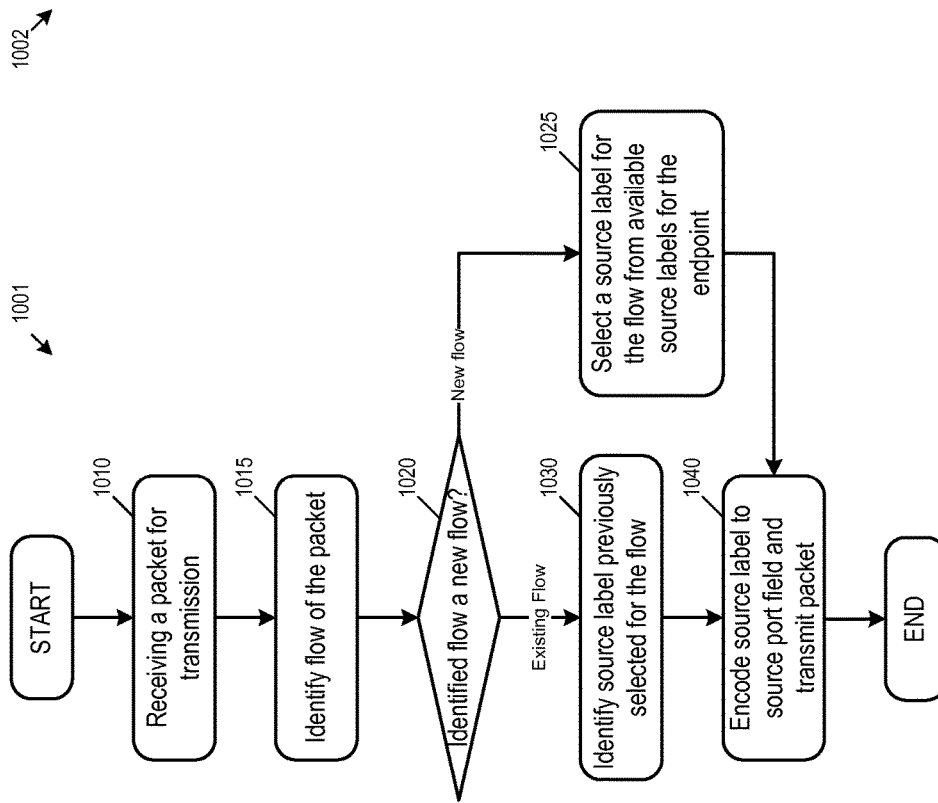 1001
1002
START
1010
Receiving a packet for
transmission
1015
Identify flow of the packet
1020
Identified flow a new flow?
New flow
Existing Flow
1025
Select a source label for
the flow from available
source labels for the
endpoint
1030
Identify source label previously
selected for the flow
1040
Encode source label to
source port field and
transmit packet
END